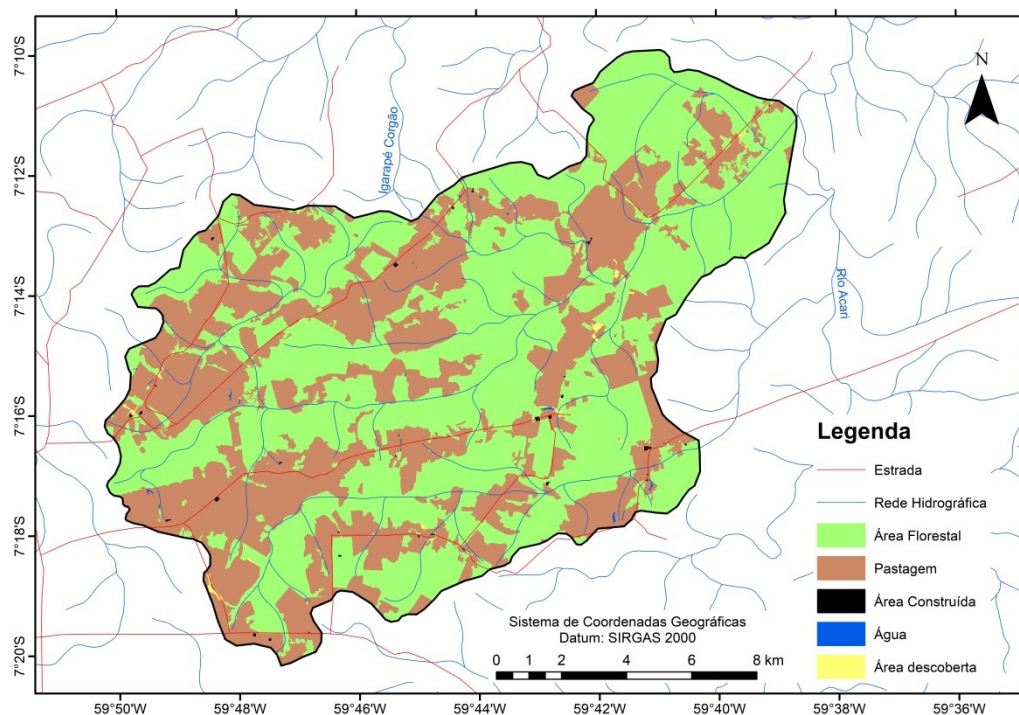 7°10'S
7°12'S
7°14'S
7°16'S
7°18'S
7°20'S
Igarapé Corgão
N
Rio Acari
Legenda
Estrada
Rede Hidrográfica
Área Florestal
Pastagem
Área Construída
Água
Área descoberta
Sistema de Coordenadas Geográficas
Datum: SIRGAS 2000
0 0,5 1 2 4 6 8 km
59°50'W 59°48'W 59°46'W 59°44'W 59°42'W 59°40'W 59°38'W 59°36'W